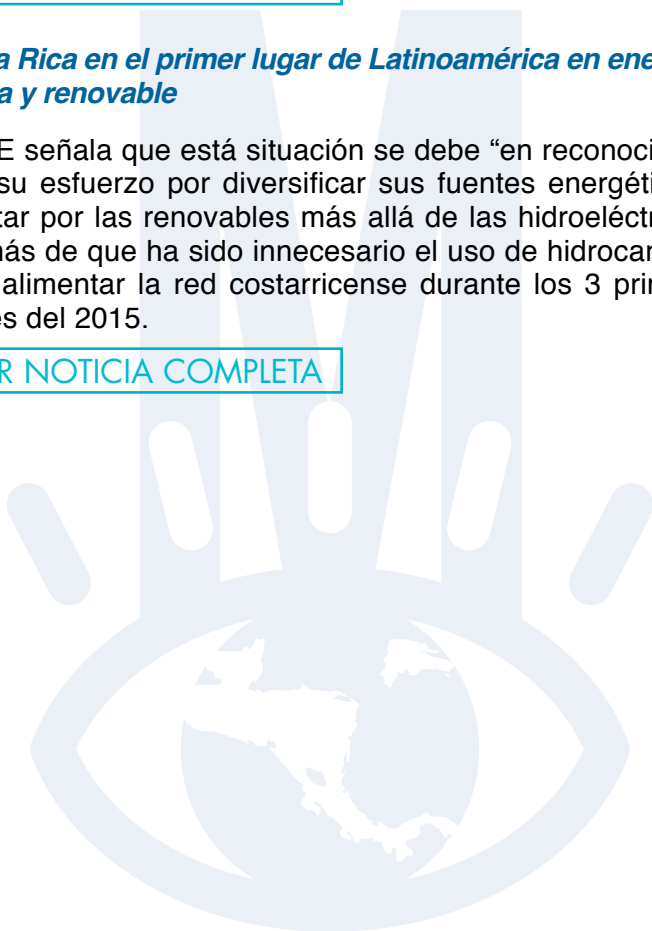 a Rica en el primer lugar de Latinoamérica en ene
a y renovable
E señala que está situación se debe “en reconoci
su esfuerzo por diversificar sus fuentes energéti
tar por las renovables más allá de las hidroeléctr
nás de que ha sido innecesario el uso de hidrocar
alimentar la red costarricense durante los 3 prir
es del 2015.
R NOTICIA COMPLETA